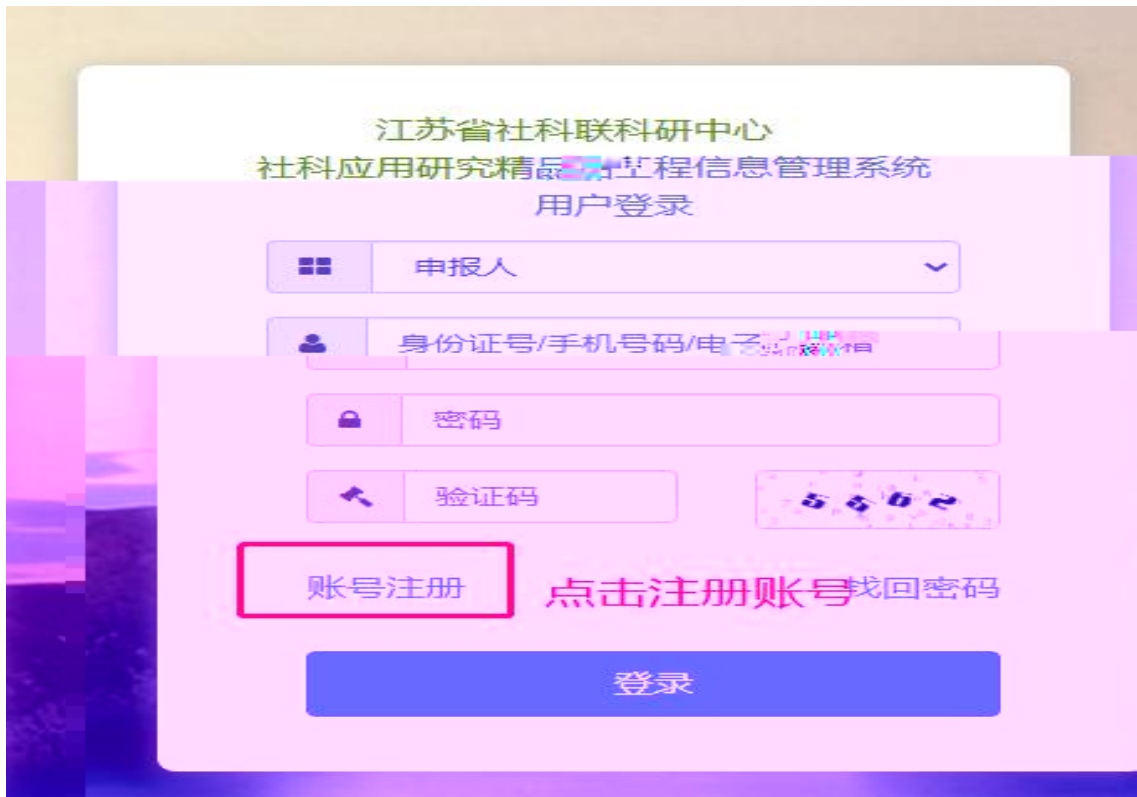 江苏省社科联科研中心
社科应用研究精品工程信息管理系统
用户登录
申报人
身份证号/手机号码/电子箱
密码
验证码 5502
账号注册 点击注册账号 找回密码
登录